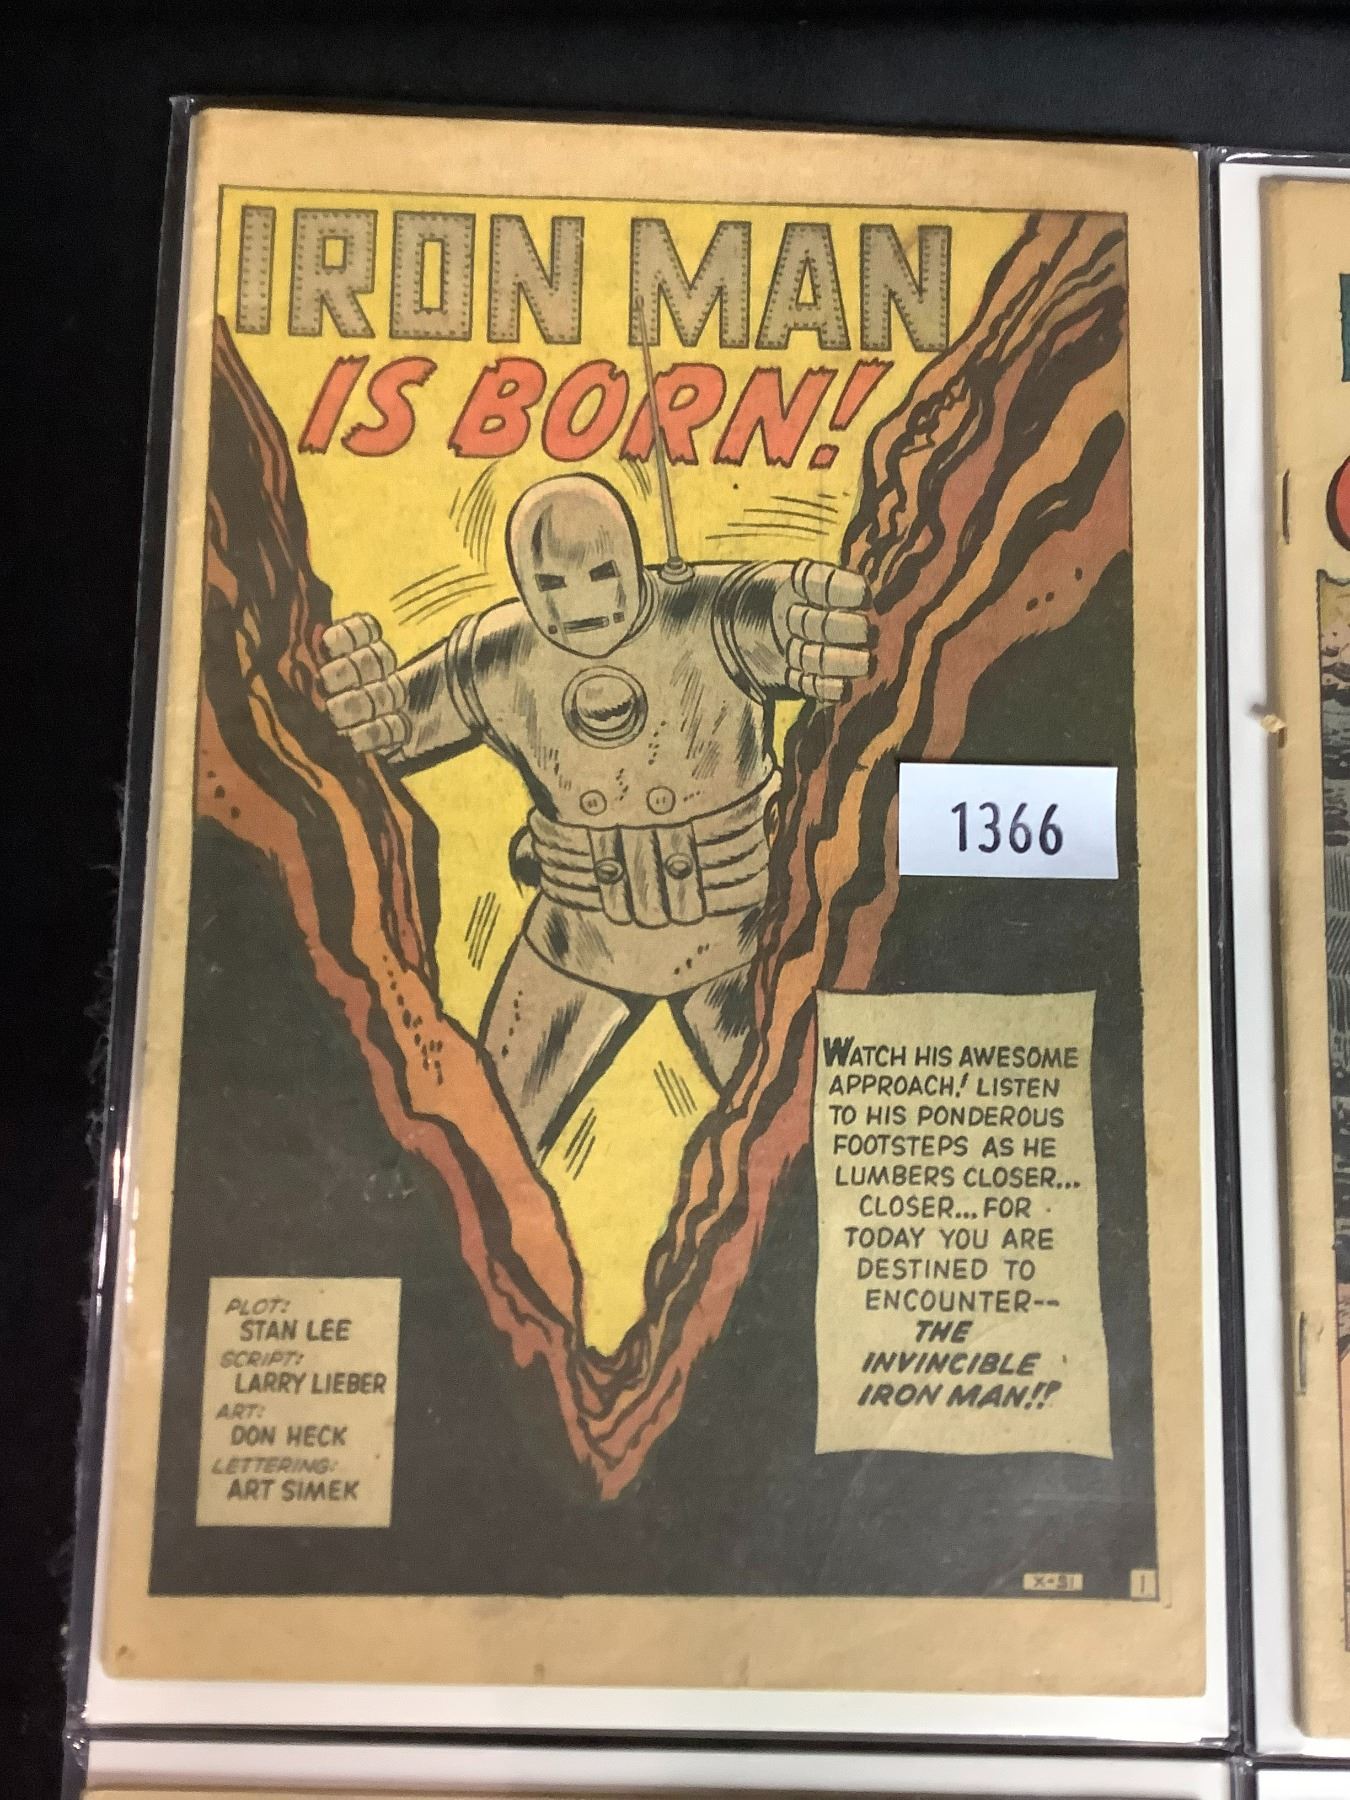 IRON MAN
IS BORN!
1366
WATCH HIS AWESOME
APPROACH! LISTEN
TO HIS PONDEROUS
FOOTSTEPS AS HE
LUMBERS CLOSER...
CLOSER...FOR
TODAY YOU ARE
DESTINED TO
ENCOUNTER--
THE
INVINCIBLE
IRON MAN!?
PLOT:
STAN LEE
SCRIPT:
LARRY LIEBER
ART:
DON HECK
LETTERING:
ART SIMEK
1.